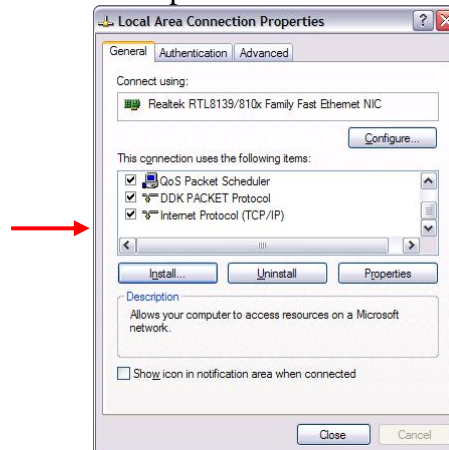 Local Area Connection Properties
General Authentication Advanced
Connect using:
Realtek RTL8139/810x Family Fast Ethernet NIC
Configure...
This connection uses the following items:
QoS Packet Scheduler
DDK PACKET Protocol
Internet Protocol (TCP/IP)
Install... Uninstall Properties
Description
Allows your computer to access resources on a Microsoft
network.
Show icon in notification area when connected
Close Cancel